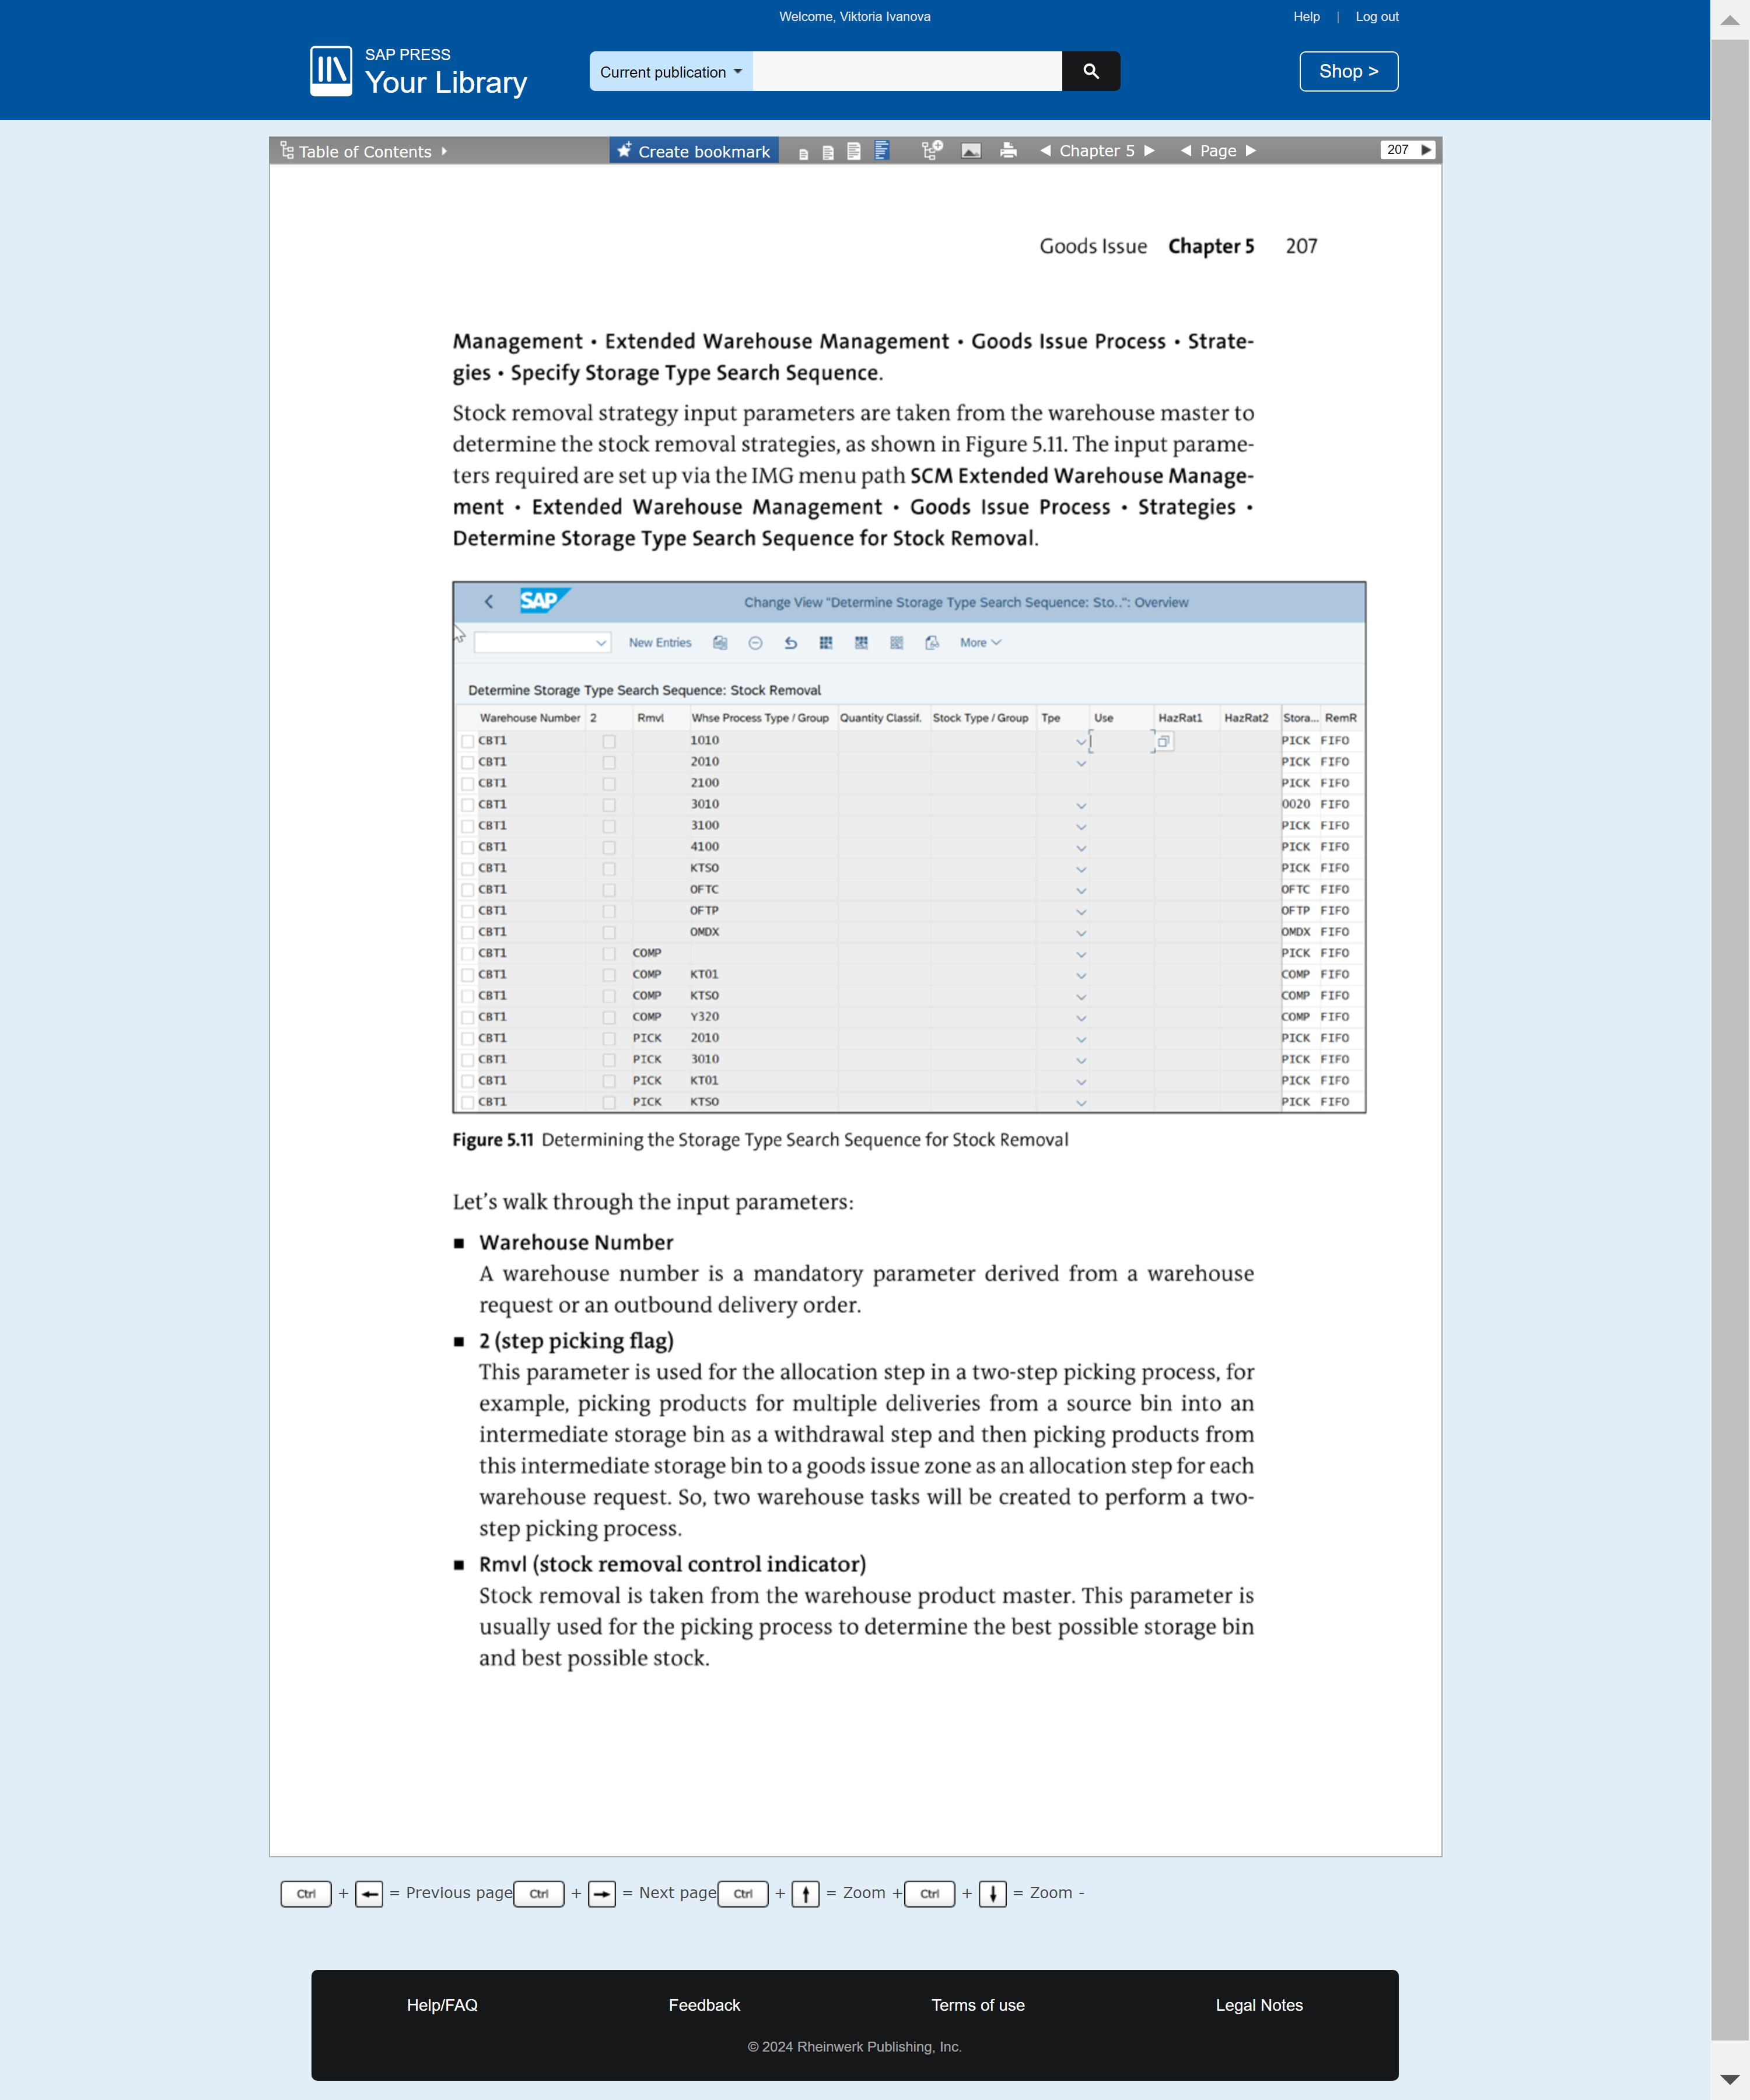 Welcome, Viktoria Ivanova
Help | Log out
SAP PRESS
Your Library
Current publication
Shop >
Table of Contents
Create bookmark
Chapter 5
Page
207
Goods Issue Chapter 5 207
Management • Extended Warehouse Management • Goods Issue Process • Strate-
gies • Specify Storage Type Search Sequence.
Stock removal strategy input parameters are taken from the warehouse master to
determine the stock removal strategies, as shown in Figure 5.11. The input parame-
ters required are set up via the IMG menu path SCM Extended Warehouse Manage-
ment • Extended Warehouse Management • Goods Issue Process • Strategies •
Determine Storage Type Search Sequence for Stock Removal.
SAP
Change View "Determine Storage Type Search Sequence: Sto..": Overview
New Entries
More
Determine Storage Type Search Sequence: Stock Removal
Warehouse Number 2 Rmvl Whse Process Type / Group Quantity Classif. Stock Type / Group Tpe Use HazRat1 HazRat2 Stora... RemR
CBT1 1010 PICK FIFO
CBT1 2010 PICK FIFO
CBT1 2100 PICK FIFO
CBT1 3010 0020 FIFO
CBT1 3100 PICK FIFO
CBT1 4100 PICK FIFO
CBT1 KTSO PICK FIFO
CBT1 OFTC OFTC FIFO
CBT1 OFTP OFTP FIFO
CBT1 OMDX OMDX FIFO
CBT1 COMP PICK FIFO
CBT1 COMP KT01 COMP FIFO
CBT1 COMP KTSO COMP FIFO
CBT1 COMP Y320 COMP FIFO
CBT1 PICK 2010 PICK FIFO
CBT1 PICK 3010 PICK FIFO
CBT1 PICK KT01 PICK FIFO
CBT1 PICK KTSO PICK FIFO
Figure 5.11 Determining the Storage Type Search Sequence for Stock Removal
Let's walk through the input parameters:
■ Warehouse Number
A warehouse number is a mandatory parameter derived from a warehouse
request or an outbound delivery order.
■ 2 (step picking flag)
This parameter is used for the allocation step in a two-step picking process, for
example, picking products for multiple deliveries from a source bin into an
intermediate storage bin as a withdrawal step and then picking products from
this intermediate storage bin to a goods issue zone as an allocation step for each
warehouse request. So, two warehouse tasks will be created to perform a two-
step picking process.
■ Rmvl (stock removal control indicator)
Stock removal is taken from the warehouse product master. This parameter is
usually used for the picking process to determine the best possible storage bin
and best possible stock.
Ctrl + ← = Previous page Ctrl + → = Next page Ctrl + ↑ = Zoom + Ctrl + ↓ = Zoom -
Help/FAQ Feedback Terms of use Legal Notes
© 2024 Rheinwerk Publishing, Inc.